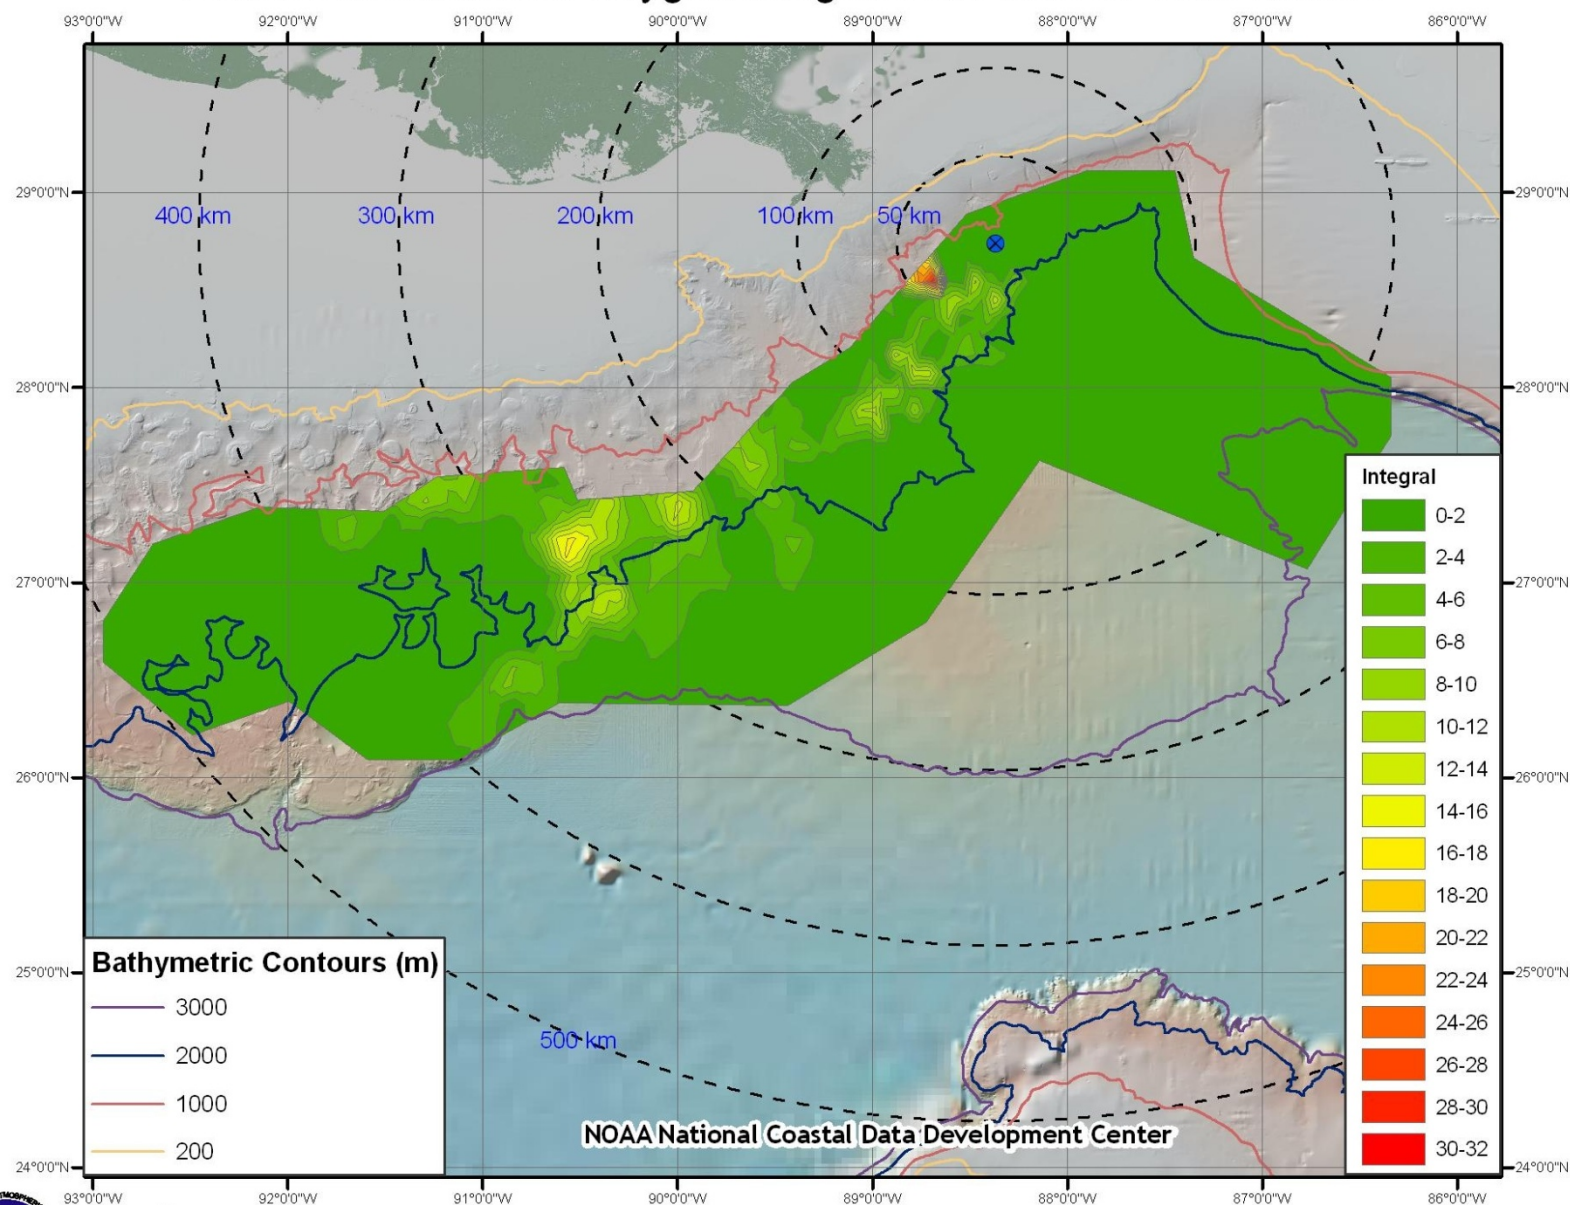 93°0'0"W 92°0'0"W 91°0'0"W 90°0'0"W 89°0'0"W 88°0'0"W 87°0'0"W 86°0'0"W
29°0'0"N 29°0'0"N
400 km 300 km 200 km 100 km 50 km
28°0'0"N 28°0'0"N
Integral
0-2
2-4
4-6
6-8
8-10
10-12
12-14
14-16
16-18
18-20
20-22
22-24
24-26
26-28
28-30
30-32
27°0'0"N 27°0'0"N
26°0'0"N 26°0'0"N
25°0'0"N 25°0'0"N
Bathymetric Contours (m)
3000
2000
1000
200
500 km
NOAA National Coastal Data Development Center
24°0'0"N 24°0'0"N
93°0'0"W 92°0'0"W 91°0'0"W 90°0'0"W 89°0'0"W 88°0'0"W 87°0'0"W 86°0'0"W